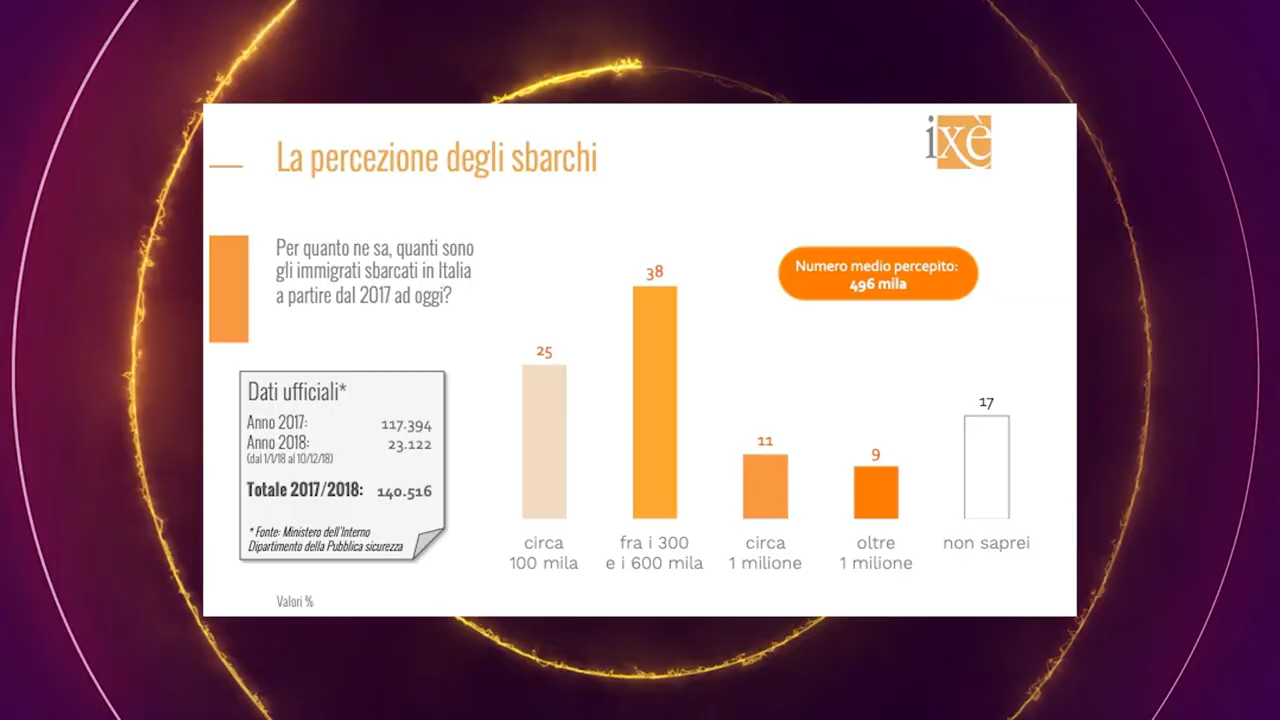 ixè
La percezione degli sbarchi
Per quanto ne sa, quanti sono
gli immigrati sbarcati in Italia
a partire dal 2017 ad oggi?
Numero medio percepito:
496 mila
Dati ufficiali*
Anno 2017: 117.394
Anno 2018: 23.122
(dal 1/1/18 al 10/12/18)
Totale 2017/2018: 140.516
* Fonte: Ministero dell'Interno
Dipartimento della Pubblica sicurezza
25
38
11
9
17
circa
100 mila
fra i 300
e i 600 mila
circa
1 milione
oltre
1 milione
non saprei
Valori %